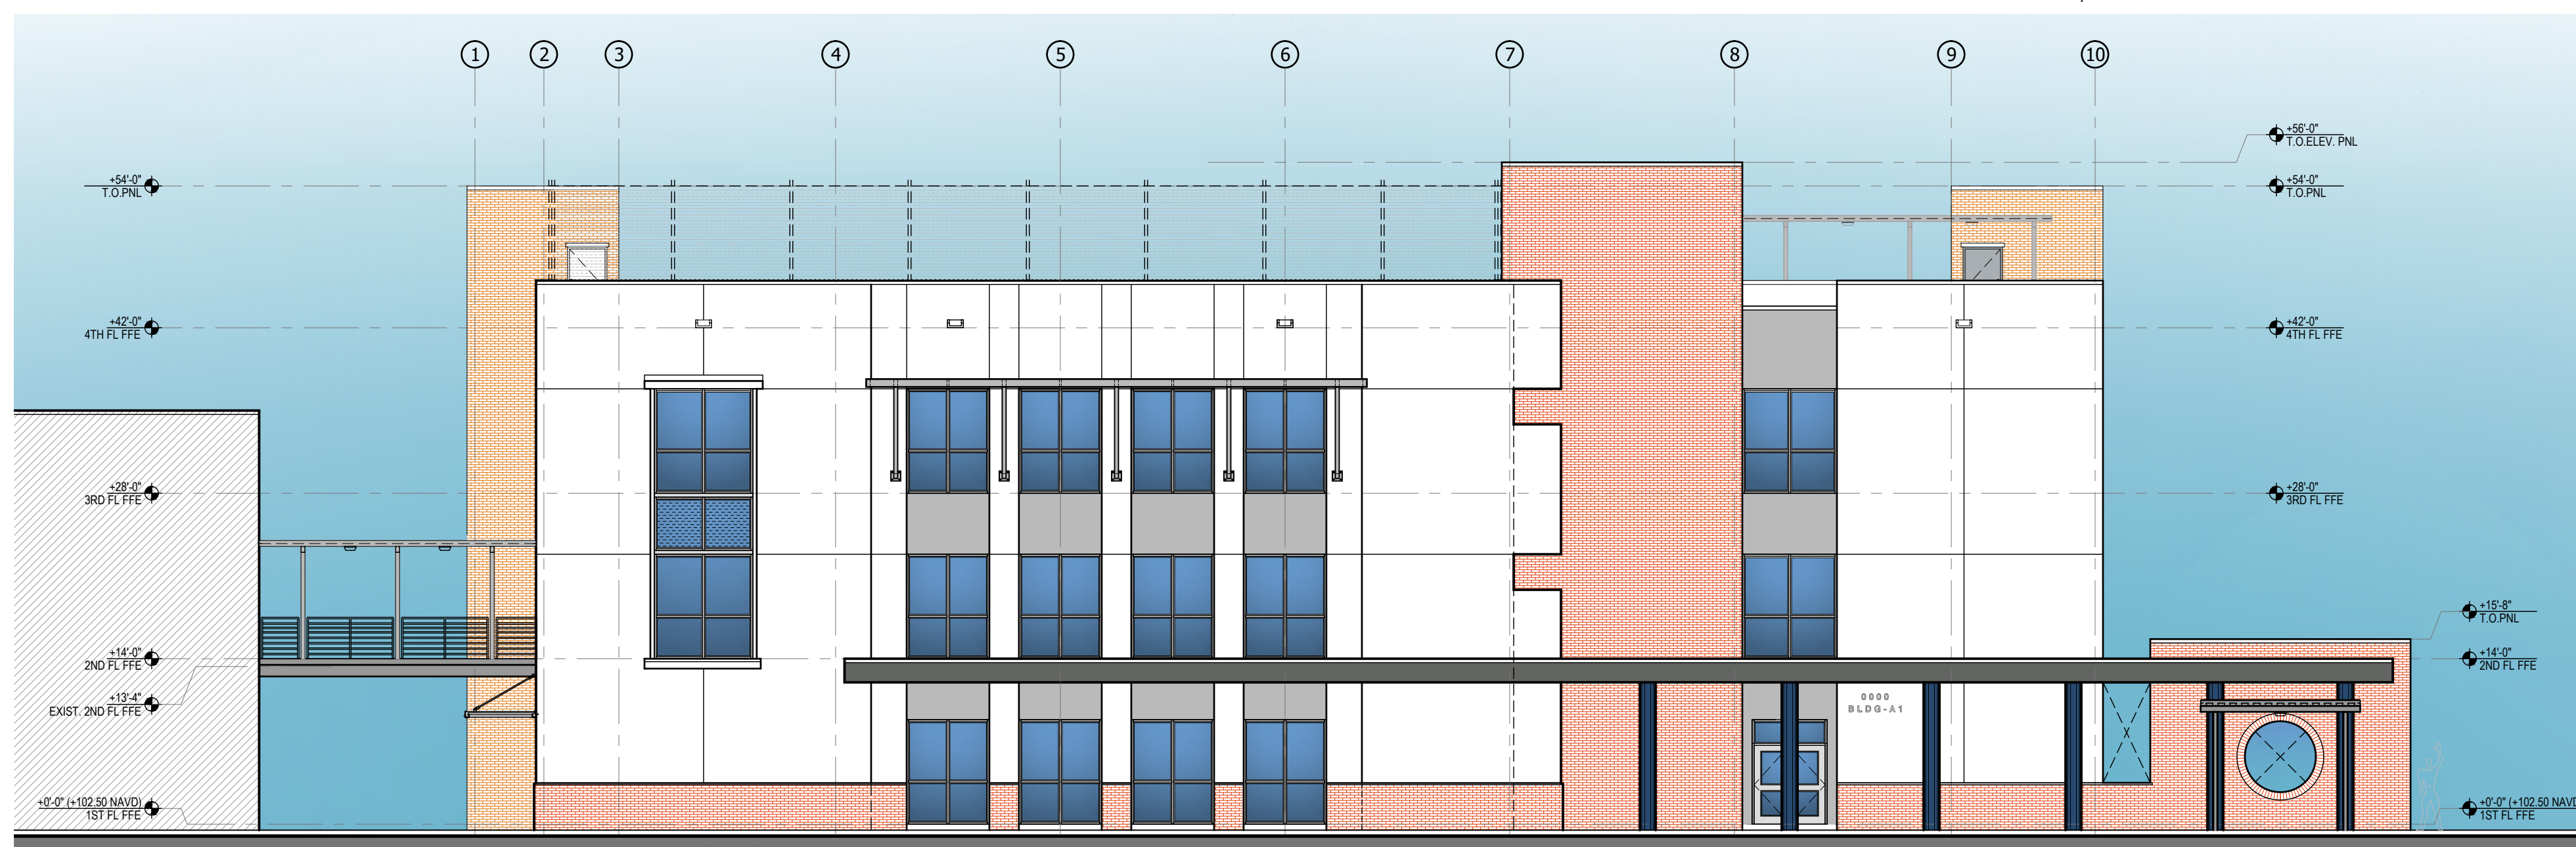 1 2 3 4 5 6 7 8 9 10
+56'-0"
T.O.ELEV. PNL
+54'-0"
T.O.PNL
+54'-0"
T.O.PNL
+42'-0"
4TH FL FFE
+42'-0"
4TH FL FFE
+28'-0"
3RD FL FFE
+28'-0"
3RD FL FFE
+15'-8"
T.O.PNL
+14'-0"
2ND FL FFE
+14'-0"
2ND FL FFE
+13'-4"
EXIST. 2ND FL FFE
0000
BLDG-A1
+0'-0" (+102.50 NAVD)
1ST FL FFE
+0'-0" (+102.50 NAVD
1ST FL FFE